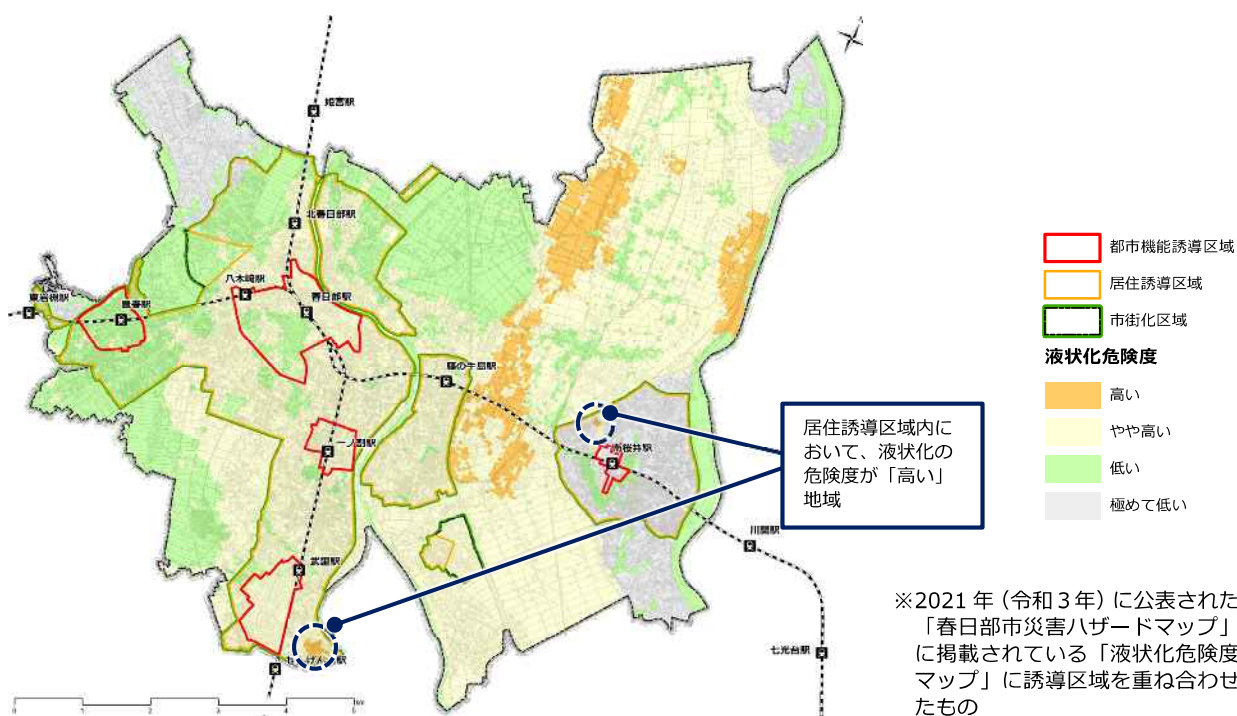 姫宮駅
北春日部駅
八木崎駅
東岩槻駅
豊春駅
春日部駅
藤の牛島駅
一ノ割駅
南桜井駅
武里駅
川間駅
七光台駅
居住誘導区域内に
おいて、液状化の
危険度が「高い」
地域
都市機能誘導区域
居住誘導区域
市街化区域
液状化危険度
高い
やや高い
低い
極めて低い
※2021年（令和３年）に公表された
「春日部市災害ハザードマップ」
に掲載されている「液状化危険度
マップ」に誘導区域を重ね合わせ
たもの
0 1 2 3 4 5